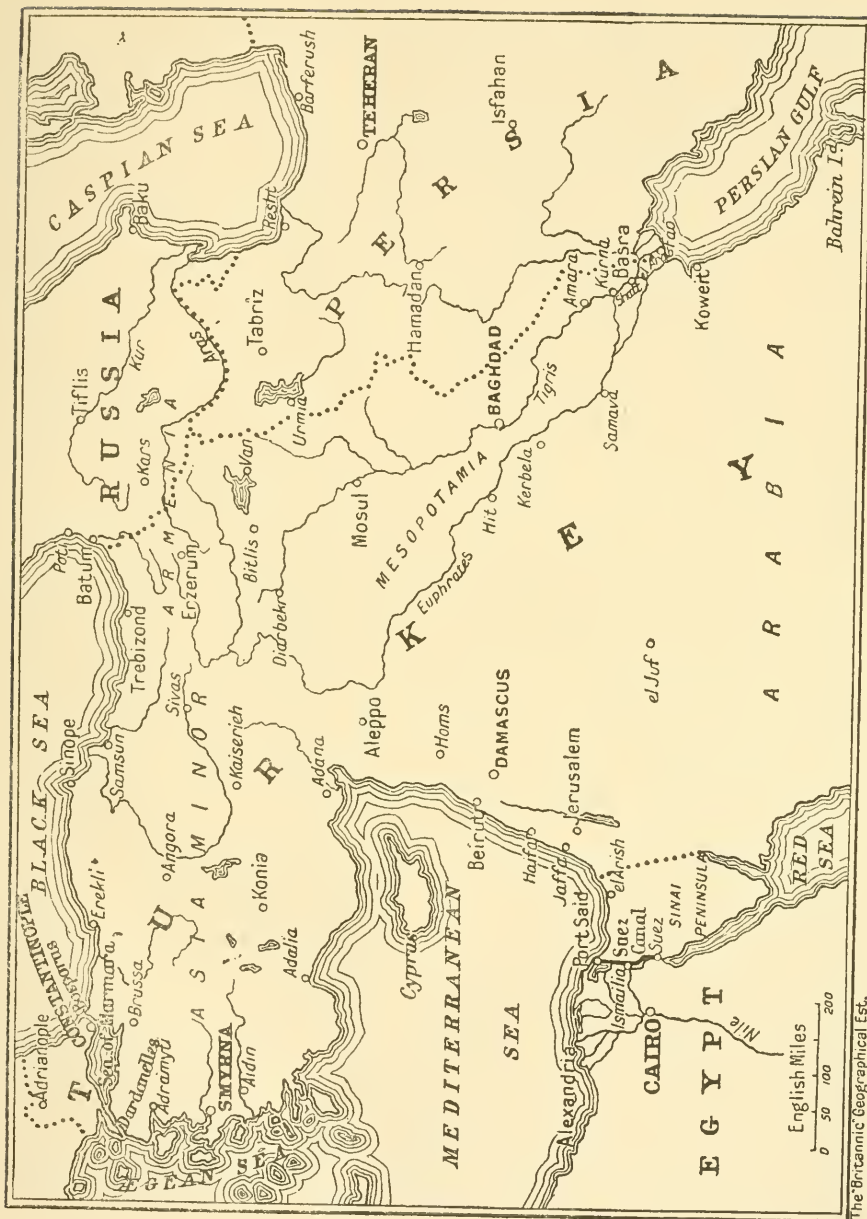 BLACK SEA
CASPIAN SEA
RUSSIA
TURKEY
PERSIA
ARMENIA
ASIA MINOR
MESOPOTAMIA
ARABIA
EGYPT
MEDITERRANEAN
SEA
ÆGEAN SEA
RED
SEA
PERSIAN GULF
SINAI
PENINSULA
Adrianople
CONSTANTINOPLE
Bosporus
Sea of Marmara
Dardanelles
Adramyti
Brussa
SMYRNA
Aidin
Erekli
Angora
Konia
Adalia
Sinope
Samsun
Sivas
Kaiserieh
Adana
Trebizond
Erzerum
Batum
Poti
Tiflis
Kur
Kars
Aras
Baku
Resht
Barferush
TEHERAN
Tabriz
Urmia
Van
Bitlis
Diarbekr
Mosul
Hamadan
Isfahan
Aleppo
Homs
DAMASCUS
Beirut
Haifa
Jaffa
Jerusalem
el Arish
el Juf
Cyprus
Euphrates
Hit
Kerbela
BAGHDAD
Tigris
Samava
Amara
Kurna
Başra
Koweit
Bahrein Id.
Port Said
Suez
Canal
Suez
Ismailia
Alexandria
CAIRO
Nile
English Miles
0 50 100 200
The "Britannic" Geographical Est.